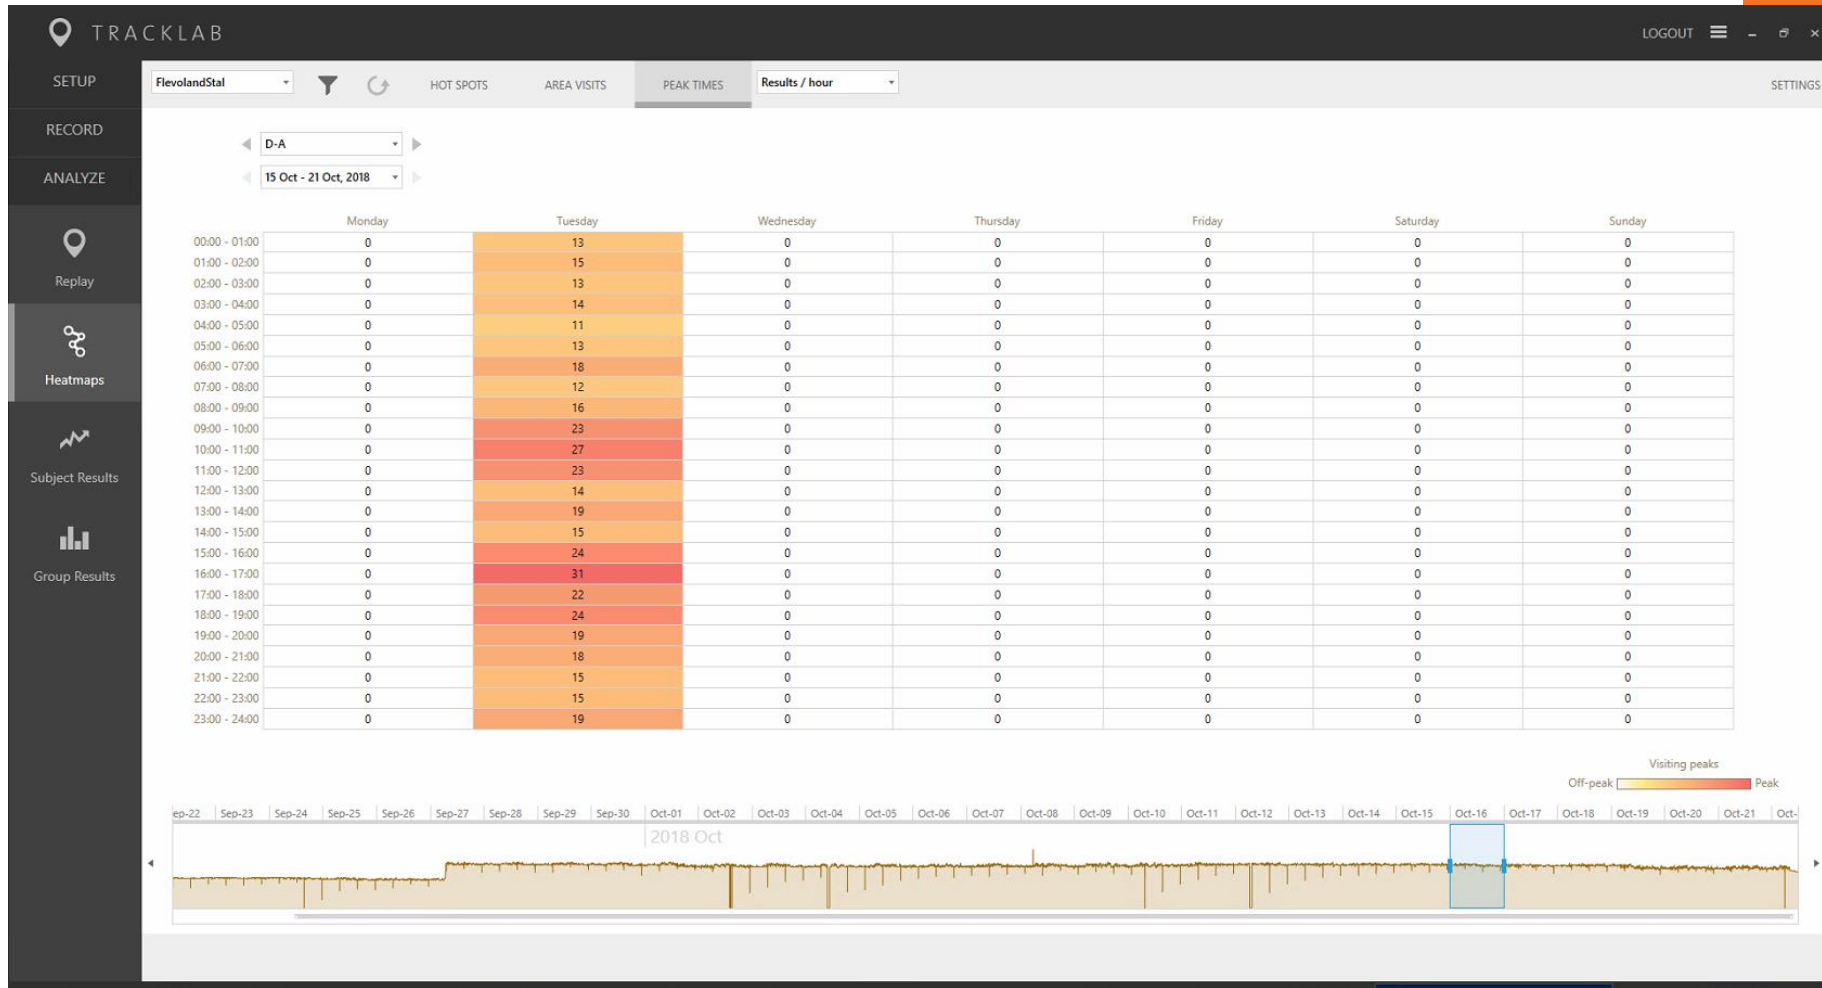 TRACKLAB
LOGOUT
SETUP
RECORD
ANALYZE
Replay
Heatmaps
Subject Results
Group Results
FlevolandStal HOT SPOTS AREA VISITS PEAK TIMES Results / hour SETTINGS
D-A
15 Oct - 21 Oct, 2018
Monday Tuesday Wednesday Thursday Friday Saturday Sunday
00:00 - 01:00 0 13 0 0 0 0 0
01:00 - 02:00 0 15 0 0 0 0 0
02:00 - 03:00 0 13 0 0 0 0 0
03:00 - 04:00 0 14 0 0 0 0 0
04:00 - 05:00 0 11 0 0 0 0 0
05:00 - 06:00 0 13 0 0 0 0 0
06:00 - 07:00 0 18 0 0 0 0 0
07:00 - 08:00 0 12 0 0 0 0 0
08:00 - 09:00 0 16 0 0 0 0 0
09:00 - 10:00 0 23 0 0 0 0 0
10:00 - 11:00 0 27 0 0 0 0 0
11:00 - 12:00 0 23 0 0 0 0 0
12:00 - 13:00 0 14 0 0 0 0 0
13:00 - 14:00 0 19 0 0 0 0 0
14:00 - 15:00 0 15 0 0 0 0 0
15:00 - 16:00 0 24 0 0 0 0 0
16:00 - 17:00 0 31 0 0 0 0 0
17:00 - 18:00 0 22 0 0 0 0 0
18:00 - 19:00 0 24 0 0 0 0 0
19:00 - 20:00 0 19 0 0 0 0 0
20:00 - 21:00 0 18 0 0 0 0 0
21:00 - 22:00 0 15 0 0 0 0 0
22:00 - 23:00 0 15 0 0 0 0 0
23:00 - 24:00 0 19 0 0 0 0 0
Visiting peaks
Off-peak Peak
ep-22 Sep-23 Sep-24 Sep-25 Sep-26 Sep-27 Sep-28 Sep-29 Sep-30 Oct-01 Oct-02 Oct-03 Oct-04 Oct-05 Oct-06 Oct-07 Oct-08 Oct-09 Oct-10 Oct-11 Oct-12 Oct-13 Oct-14 Oct-15 Oct-16 Oct-17 Oct-18 Oct-19 Oct-20 Oct-21 Oct-
2018 Oct